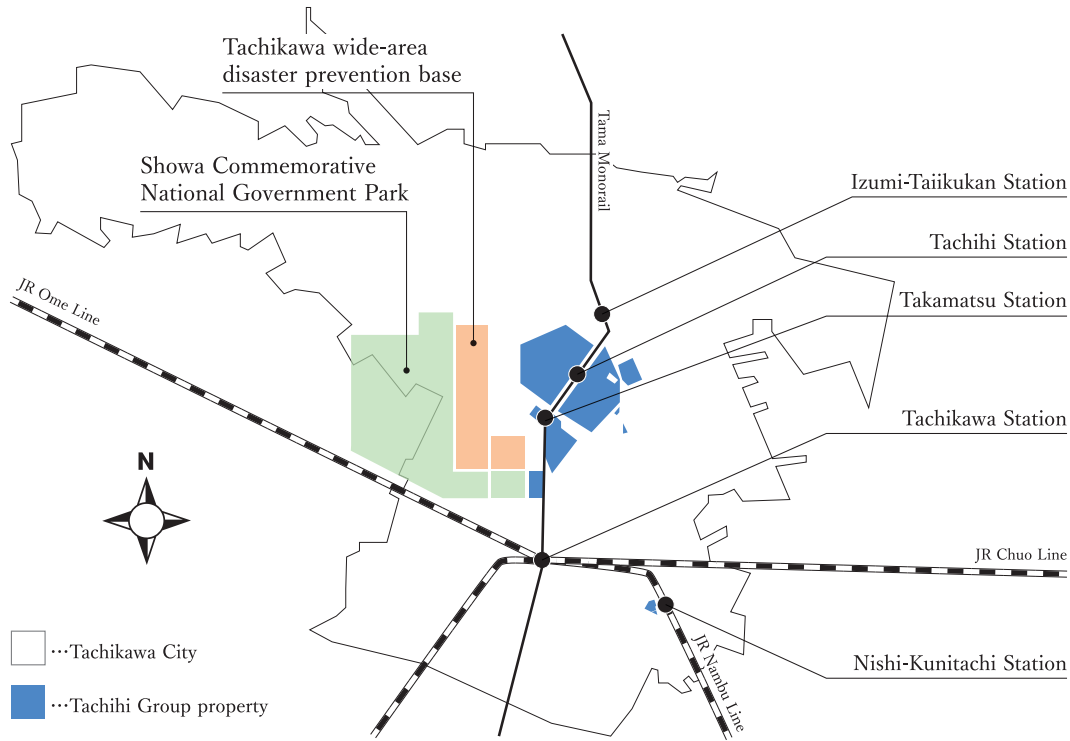 Tachikawa wide-area
disaster prevention base
Showa Commemorative
National Government Park
Tama Monorail
Izumi-Taiikukan Station
Tachihi Station
Takamatsu Station
Tachikawa Station
JR Ome Line
N
JR Chuo Line
JR Nambu Line
Nishi-Kunitachi Station
…Tachikawa City
…Tachihi Group property